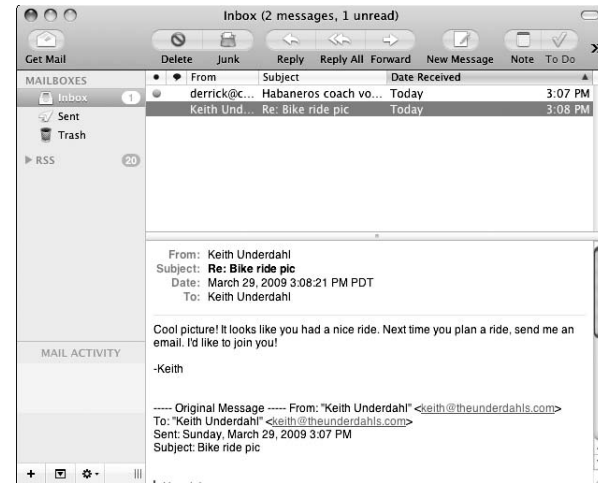 Inbox (2 messages, 1 unread)
Get Mail Delete Junk Reply Reply All Forward New Message Note To Do
MAILBOXES
Inbox 1
Sent
Trash
RSS 20
From Subject Date Received
derrick@c... Habaneros coach vo... Today 3:07 PM
Keith Und... Re: Bike ride pic Today 3:08 PM
From: Keith Underdahl
Subject: Re: Bike ride pic
Date: March 29, 2009 3:08:21 PM PDT
To: Keith Underdahl
Cool picture! It looks like you had a nice ride. Next time you plan a ride, send me an
email. I'd like to join you!
-Keith
----- Original Message ----- From: "Keith Underdahl" <keith@theunderdahls.com>
To: "Keith Underdahl" <keith@theunderdahls.com>
Sent: Sunday, March 29, 2009 3:07 PM
Subject: Bike ride pic
MAIL ACTIVITY